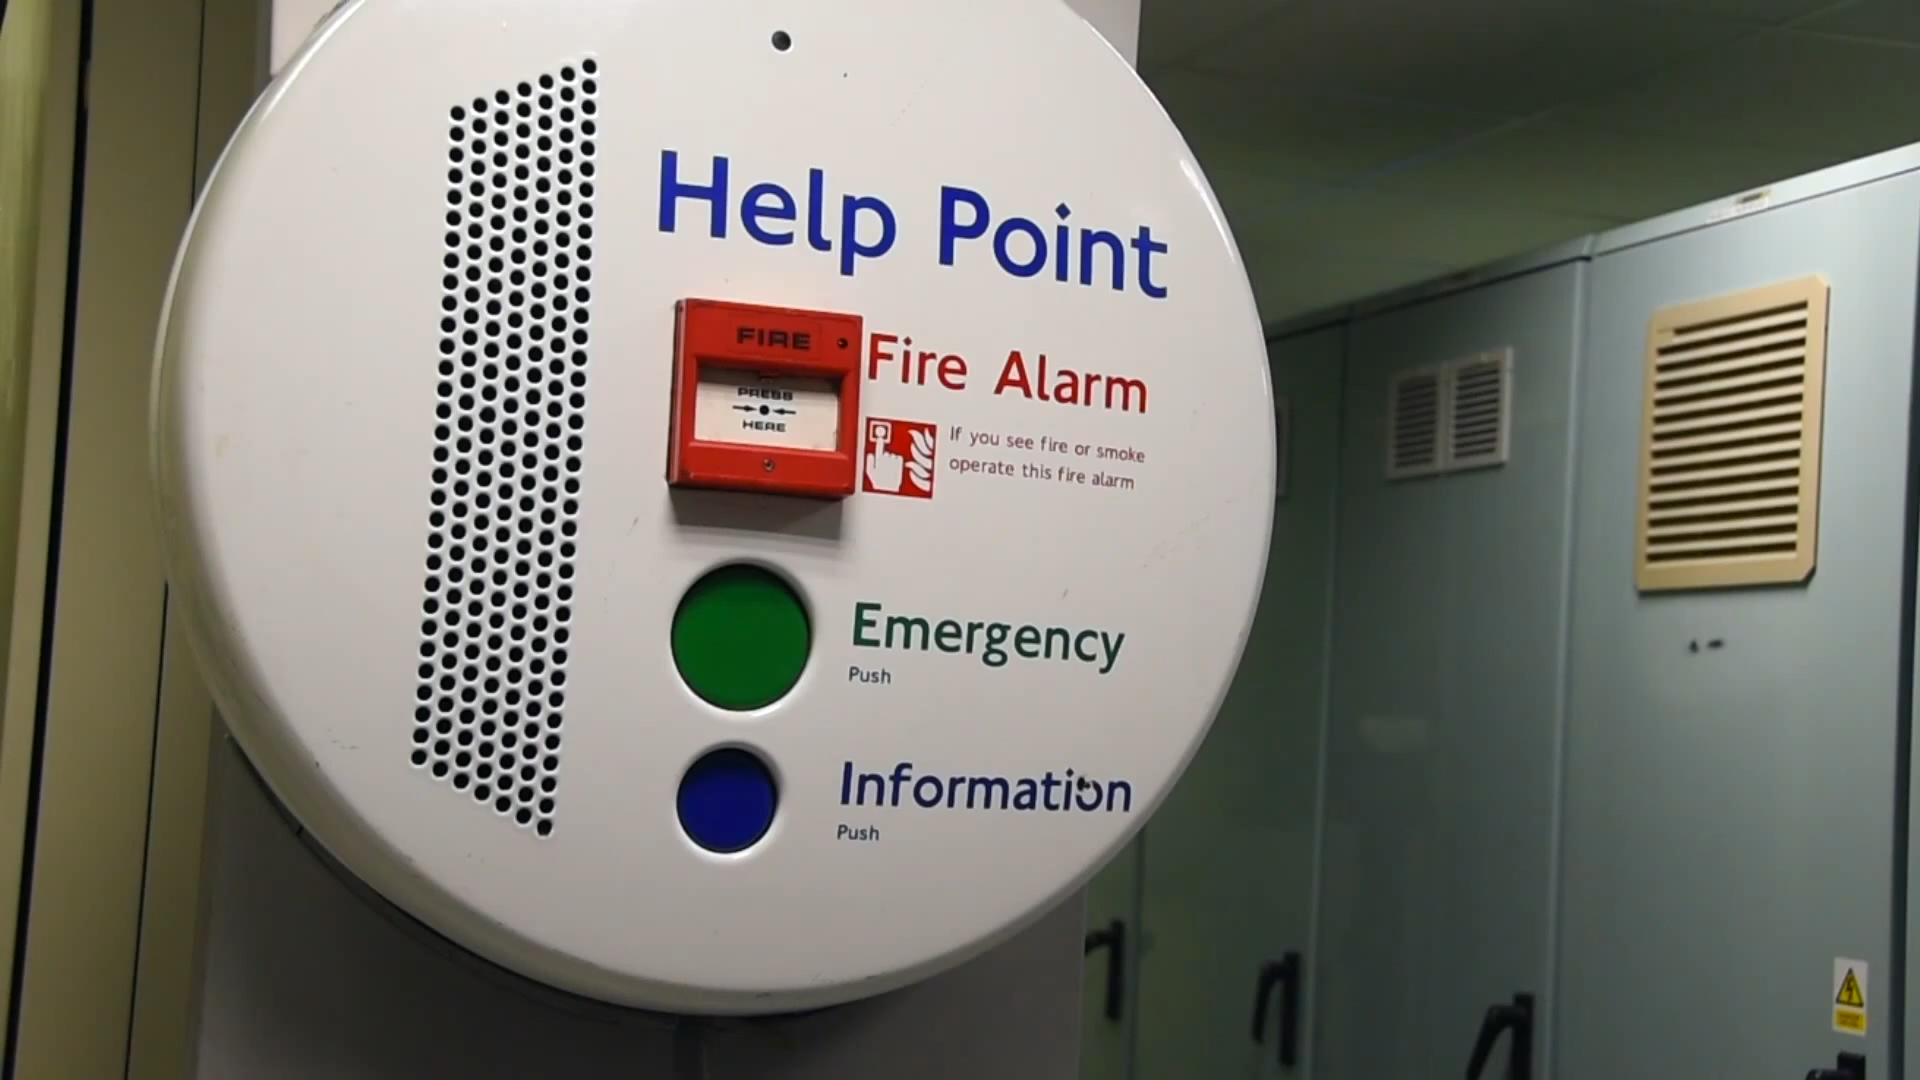 Help Point
FIRE
PRESS
HERE
Fire Alarm
If you see fire or smoke
operate this fire alarm
Emergency
Push
Information
Push